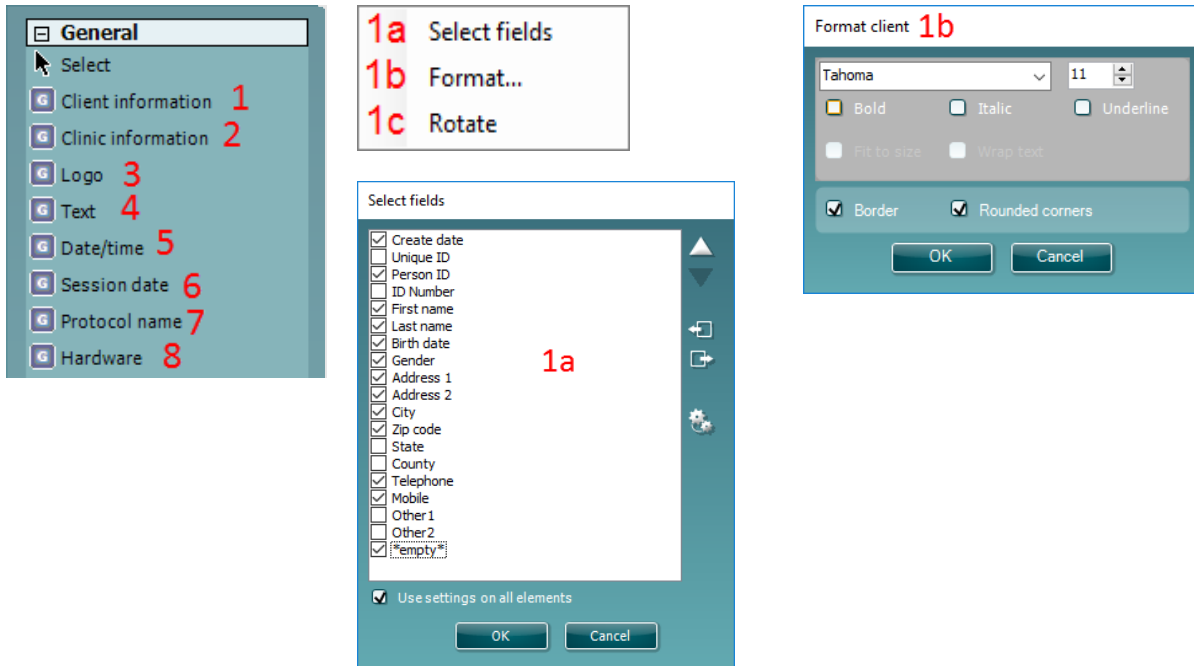 General
Select
Client information 1
Clinic information 2
Logo 3
Text 4
Date/time 5
Session date 6
Protocol name 7
Hardware 8
1a Select fields
1b Format...
1c Rotate
Select fields
Create date
Unique ID
Person ID
ID Number
First name
Last name
Birth date
Gender
Address 1
Address 2
City
Zip code
State
County
Telephone
Mobile
Other1
Other2
*empty*
1a
Use settings on all elements
OK Cancel
Format client 1b
Tahoma 11
Bold Italic Underline
Fit to size Wrap text
Border Rounded corners
OK Cancel